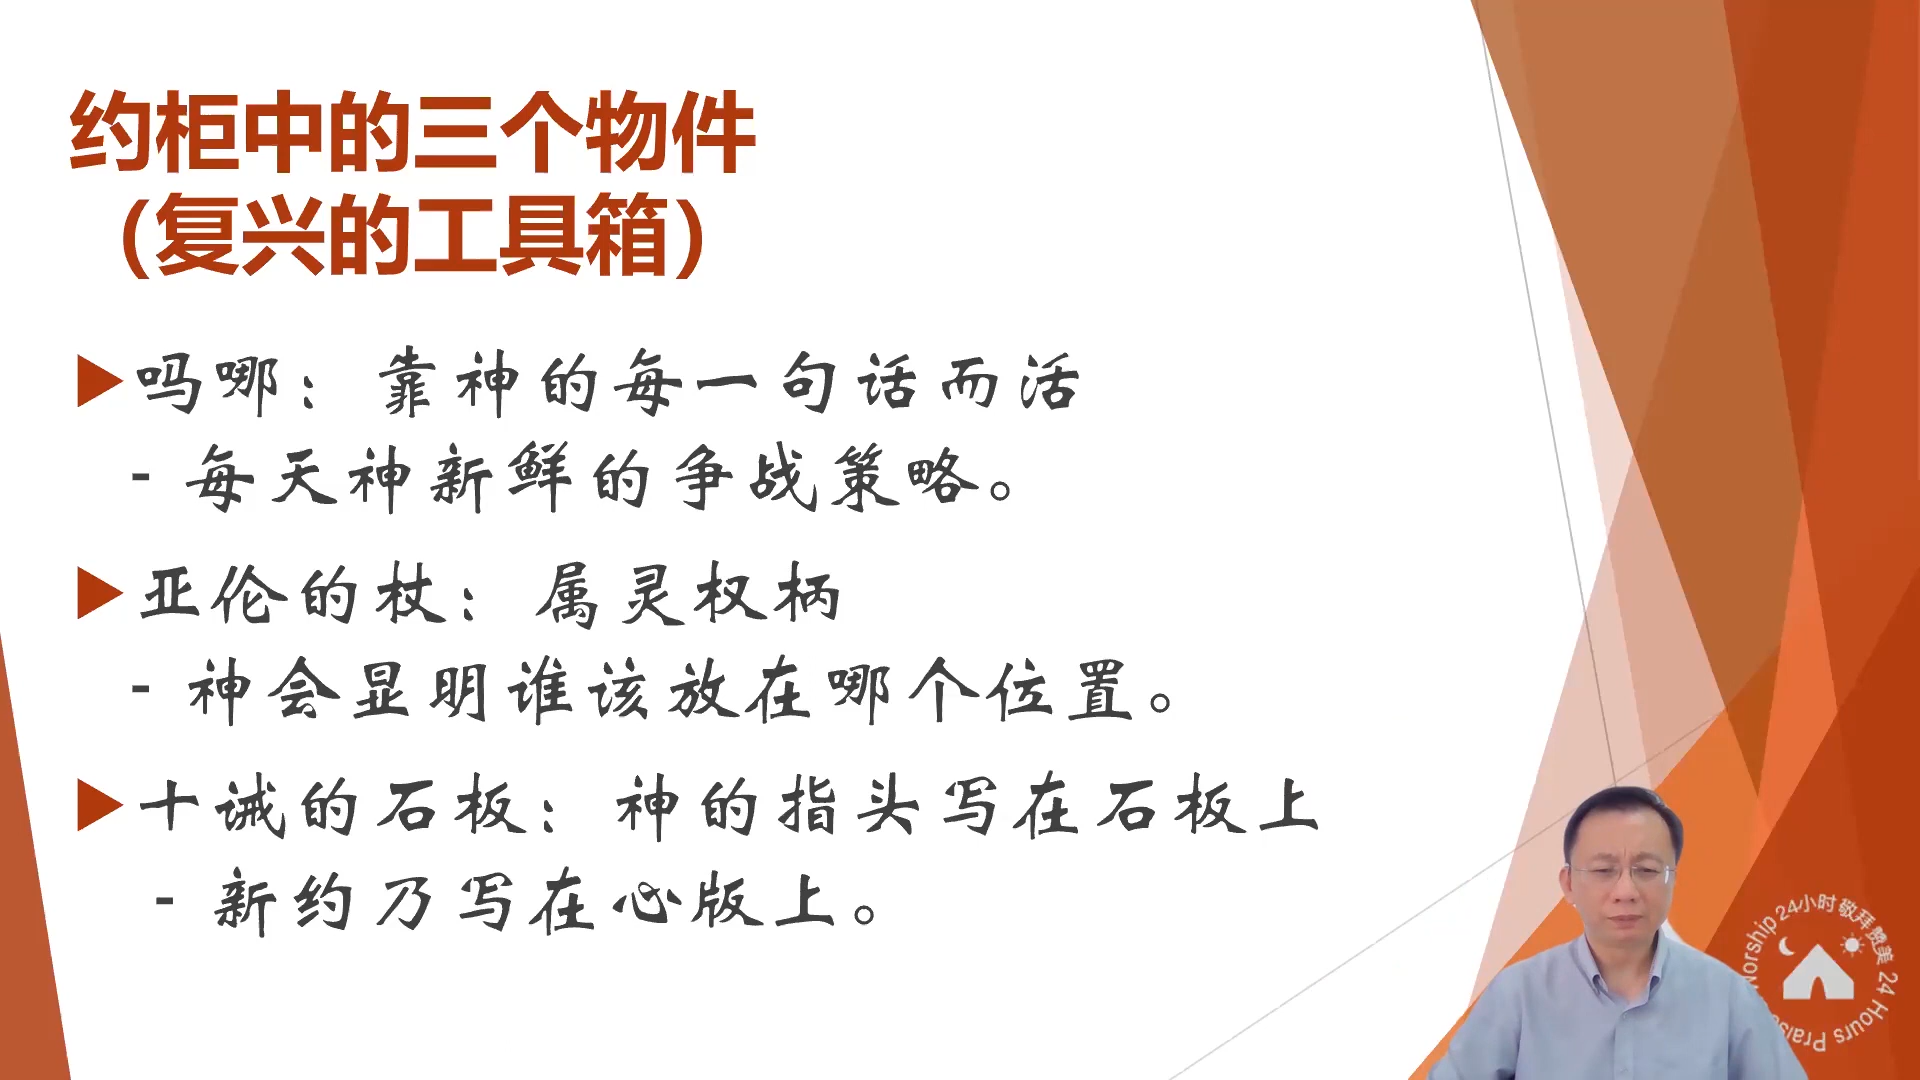 约柜中的三个物件
（复兴的工具箱）
吗哪：靠神的每一句话而活
- 每天神新鲜的争战策略。
亚伦的杖：属灵权柄
- 神会显明谁该放在哪个位置。
十诫的石板：神的指头写在石板上
- 新约乃写在心版上。
24小时敬拜赞美 24 Hours Praise
Worship